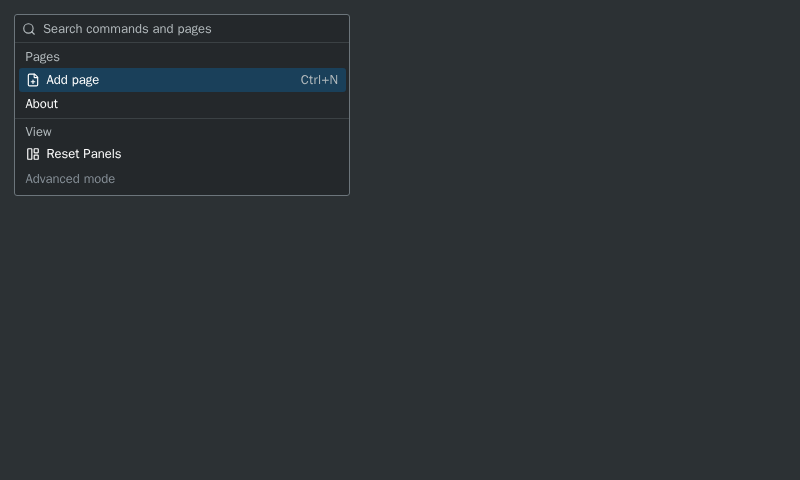 Search commands and pages
Pages
Add page Ctrl+N
About
View
Reset Panels
Advanced mode